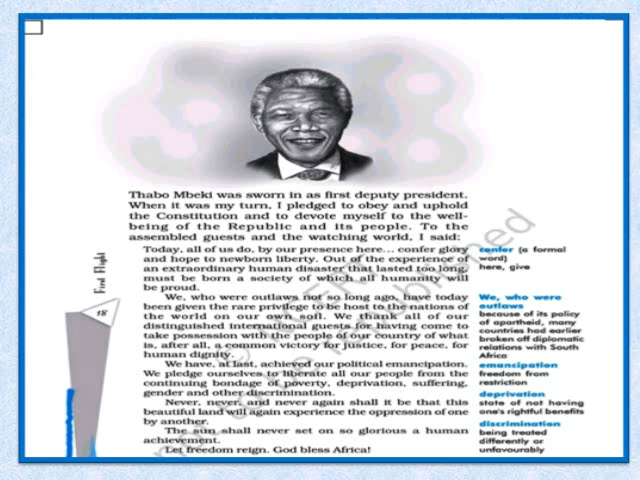 Thabo Mbeki was sworn in as first deputy president.
When it was my turn, I pledged to obey and uphold
the Constitution and to devote myself to the well-
being of the Republic and its people. To the
assembled guests and the watching world, I said:
Today, all of us do, by our presence here... confer glory
and hope to newborn liberty. Out of the experience of
an extraordinary human disaster that lasted too long,
must be born a society of which all humanity will
be proud.
We, who were outlaws not so long ago, have today
been given the rare privilege to be host to the nations of
the world on our own soil. We thank all of our
distinguished international guests for having come to
take possession with the people of our country of what
is, after all, a common victory for justice, for peace, for
human dignity.
We have, at last, achieved our political emancipation.
We pledge ourselves to liberate all our people from the
continuing bondage of poverty, deprivation, suffering,
gender and other discrimination.
Never, never, and never again shall it be that this
beautiful land will again experience the oppression of one
by another.
The sun shall never set on so glorious a human
achievement.
Let freedom reign. God bless Africa!
confer (a formal
word)
here, give
We, who were
outlaws
because of its policy
of apartheid, many
countries had earlier
broken off diplomatic
relations with South
Africa
emancipation
freedom from
restriction
deprivation
state of not having
one's rightful benefits
discrimination
being treated
differently or
unfavourably
First Flight
18